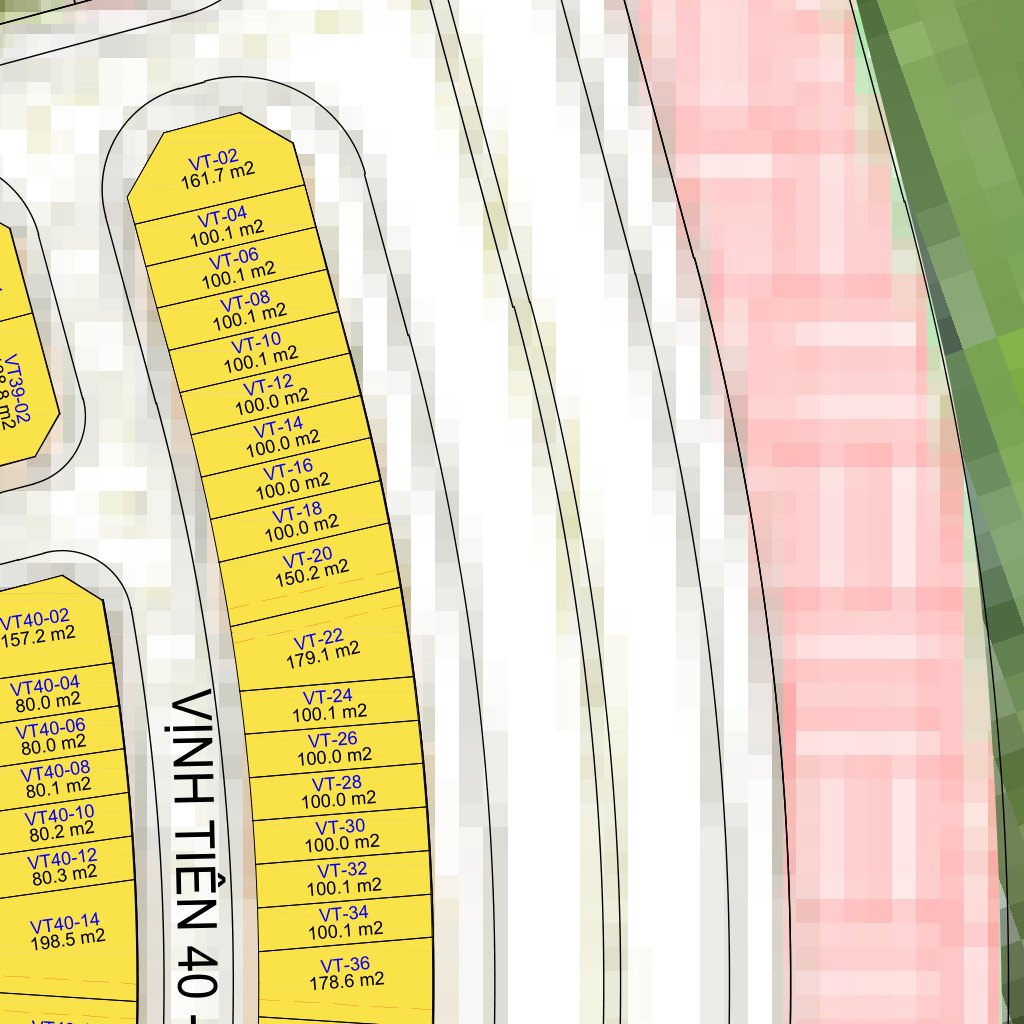 VT-02
161.7 m2
VT-04
100.1 m2
VT-06
100.1 m2
VT-08
100.1 m2
VT-10
100.1 m2
VT-12
100.0 m2
VT-14
100.0 m2
VT-16
100.0 m2
VT-18
100.0 m2
VT-20
150.2 m2
VT-22
179.1 m2
VT-24
100.1 m2
VT-26
100.0 m2
VT-28
100.0 m2
VT-30
100.0 m2
VT-32
100.1 m2
VT-34
100.1 m2
VT-36
178.6 m2
VT39-02
m2
VT40-02
157.2 m2
VT40-04
80.0 m2
VT40-06
80.0 m2
VT40-08
80.1 m2
VT40-10
80.2 m2
VT40-12
80.3 m2
VT40-14
198.5 m2
VỊNH TIÊN 40 -